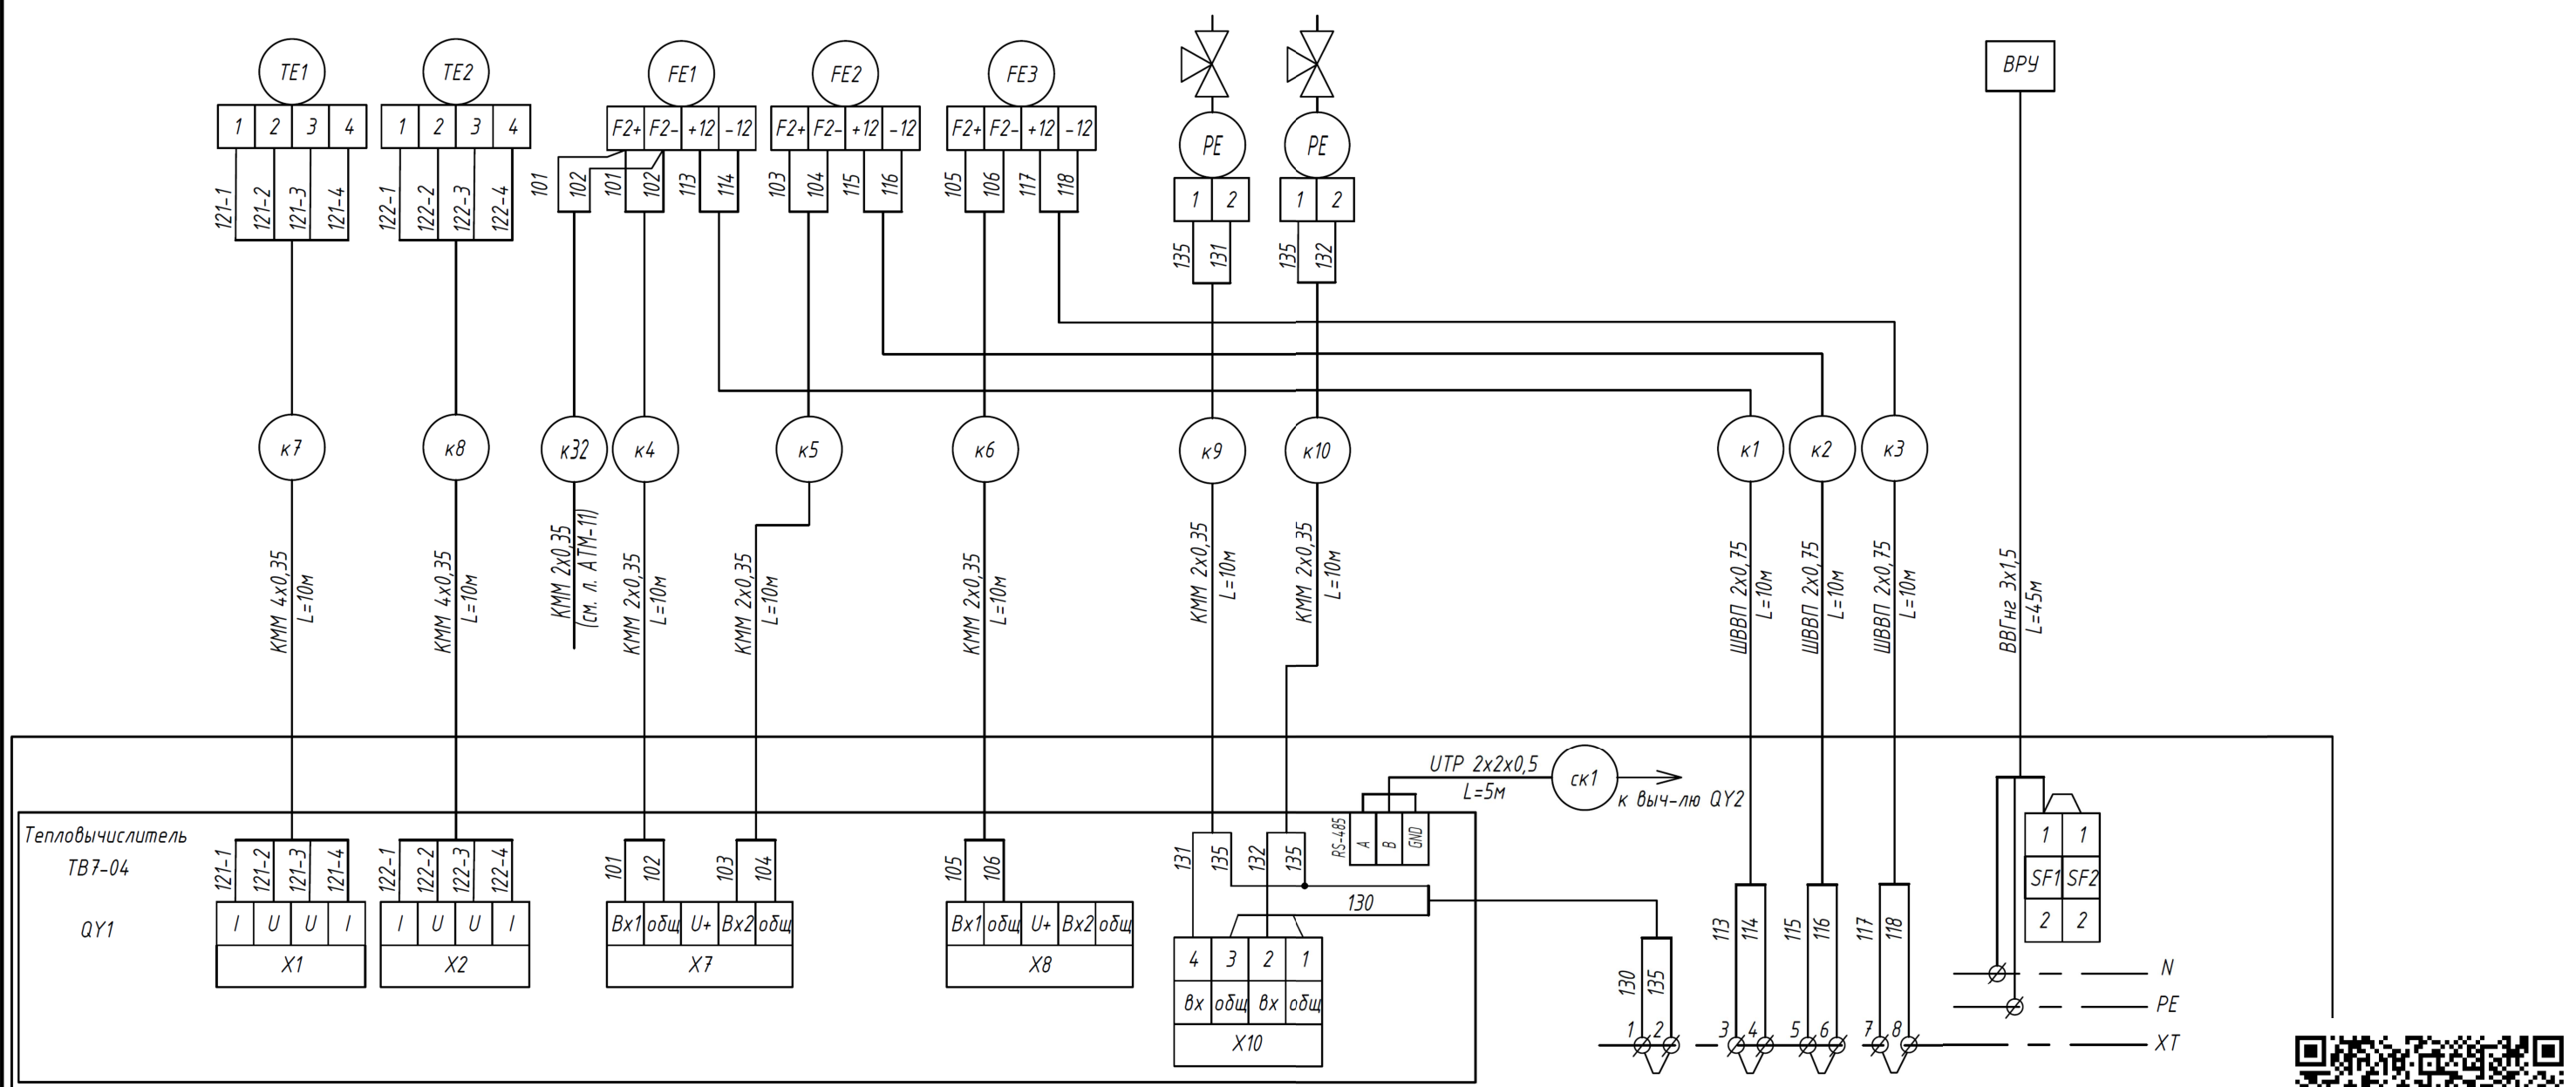 TE1 TE2 FE1 FE2 FE3 ВРУ
1 2 3 4 1 2 3 4 F2+ F2- +12 -12 F2+ F2- +12 -12 F2+ F2- +12 -12 PE PE
121-1 121-2 121-3 121-4 122-1 122-2 122-3 122-4 101 102 101 102 113 114 103 104 115 116 105 106 117 118
1 2 1 2
135 131 135 132
к7 к8 к32 к4 к5 к6 к9 к10 к1 к2 к3
КММ 4х0,35
L=10м
КММ 4х0,35
L=10м
КММ 2х0,35
(см. л. АТМ-11)
КММ 2х0,35
L=10м
КММ 2х0,35
L=10м
КММ 2х0,35
L=10м
КММ 2х0,35
L=10м
КММ 2х0,35
L=10м
ШВВП 2х0,75
L=10м
ШВВП 2х0,75
L=10м
ШВВП 2х0,75
L=10м
ВВГнг 3х1,5
L=45м
UTP 2х2х0,5
L=5м
ск1
к выч-лю QY2
RS-485 A B GND
Тепловычислитель
ТВ7-04
QY1
121-1 121-2 121-3 121-4 122-1 122-2 122-3 122-4 101 102 103 104 105 106 131 135 132 135
130
I U U I I U U I Вх1 общ U+ Вх2 общ Вх1 общ U+ Вх2 общ
X1 X2 X7 X8
4 3 2 1
вх общ вх общ
X10
130 135 113 114 115 116 117 118
1 2 3 4 5 6 7 8
1 1
SF1 SF2
2 2
N
PE
XT